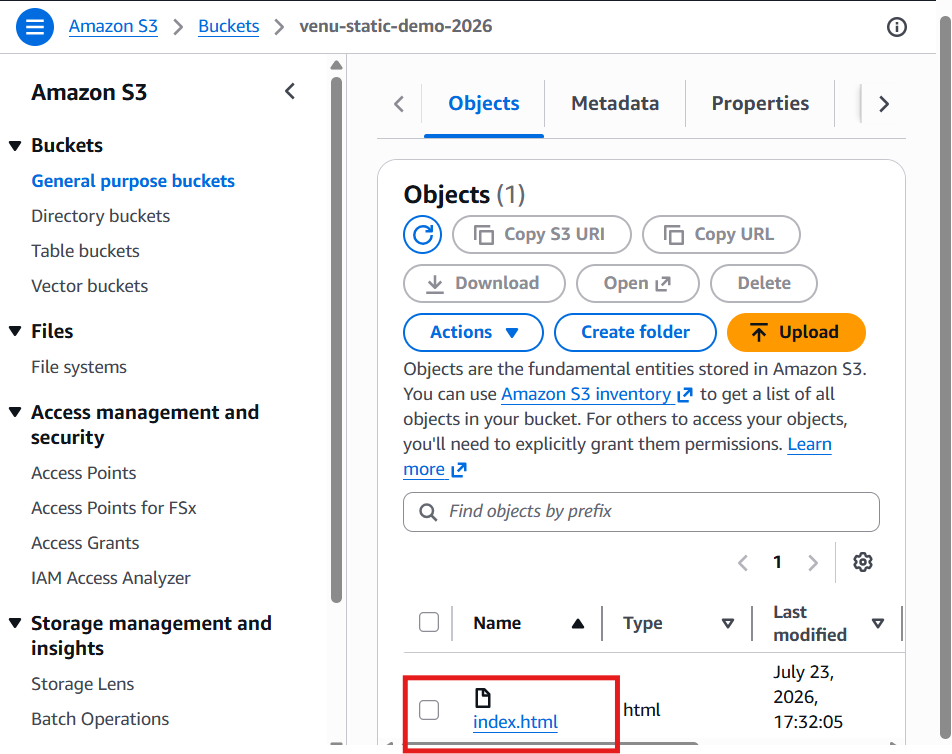 Amazon S3 > Buckets > venu-static-demo-2026
Amazon S3
Buckets
General purpose buckets
Directory buckets
Table buckets
Vector buckets
Files
File systems
Access management and
security
Access Points
Access Points for FSx
Access Grants
IAM Access Analyzer
Storage management and
insights
Storage Lens
Batch Operations
Objects Metadata Properties
Objects (1)
Copy S3 URI Copy URL
Download Open Delete
Actions Create folder Upload
Objects are the fundamental entities stored in Amazon S3.
You can use Amazon S3 inventory to get a list of all
objects in your bucket. For others to access your objects,
you'll need to explicitly grant them permissions. Learn
more
Find objects by prefix
1
Name Type Last
modified
index.html html July 23,
2026,
17:32:05